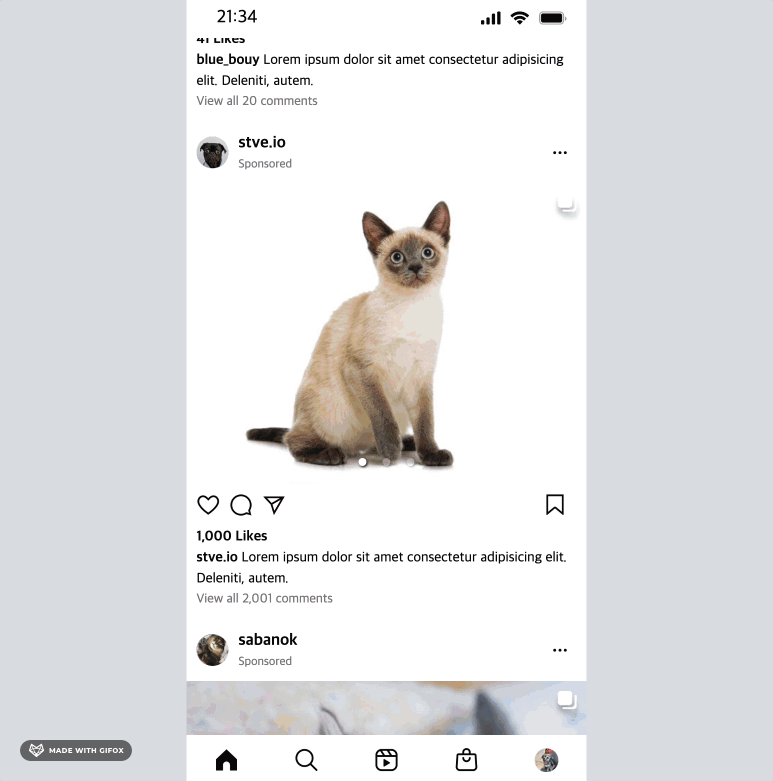 21:34
41 Likes
blue_bouy Lorem ipsum dolor sit amet consectetur adipisicing
elit. Deleniti, autem.
View all 20 comments
stve.io
Sponsored
1,000 Likes
stve.io Lorem ipsum dolor sit amet consectetur adipisicing elit.
Deleniti, autem.
View all 2,001 comments
sabanok
Sponsored
MADE WITH GIFOX